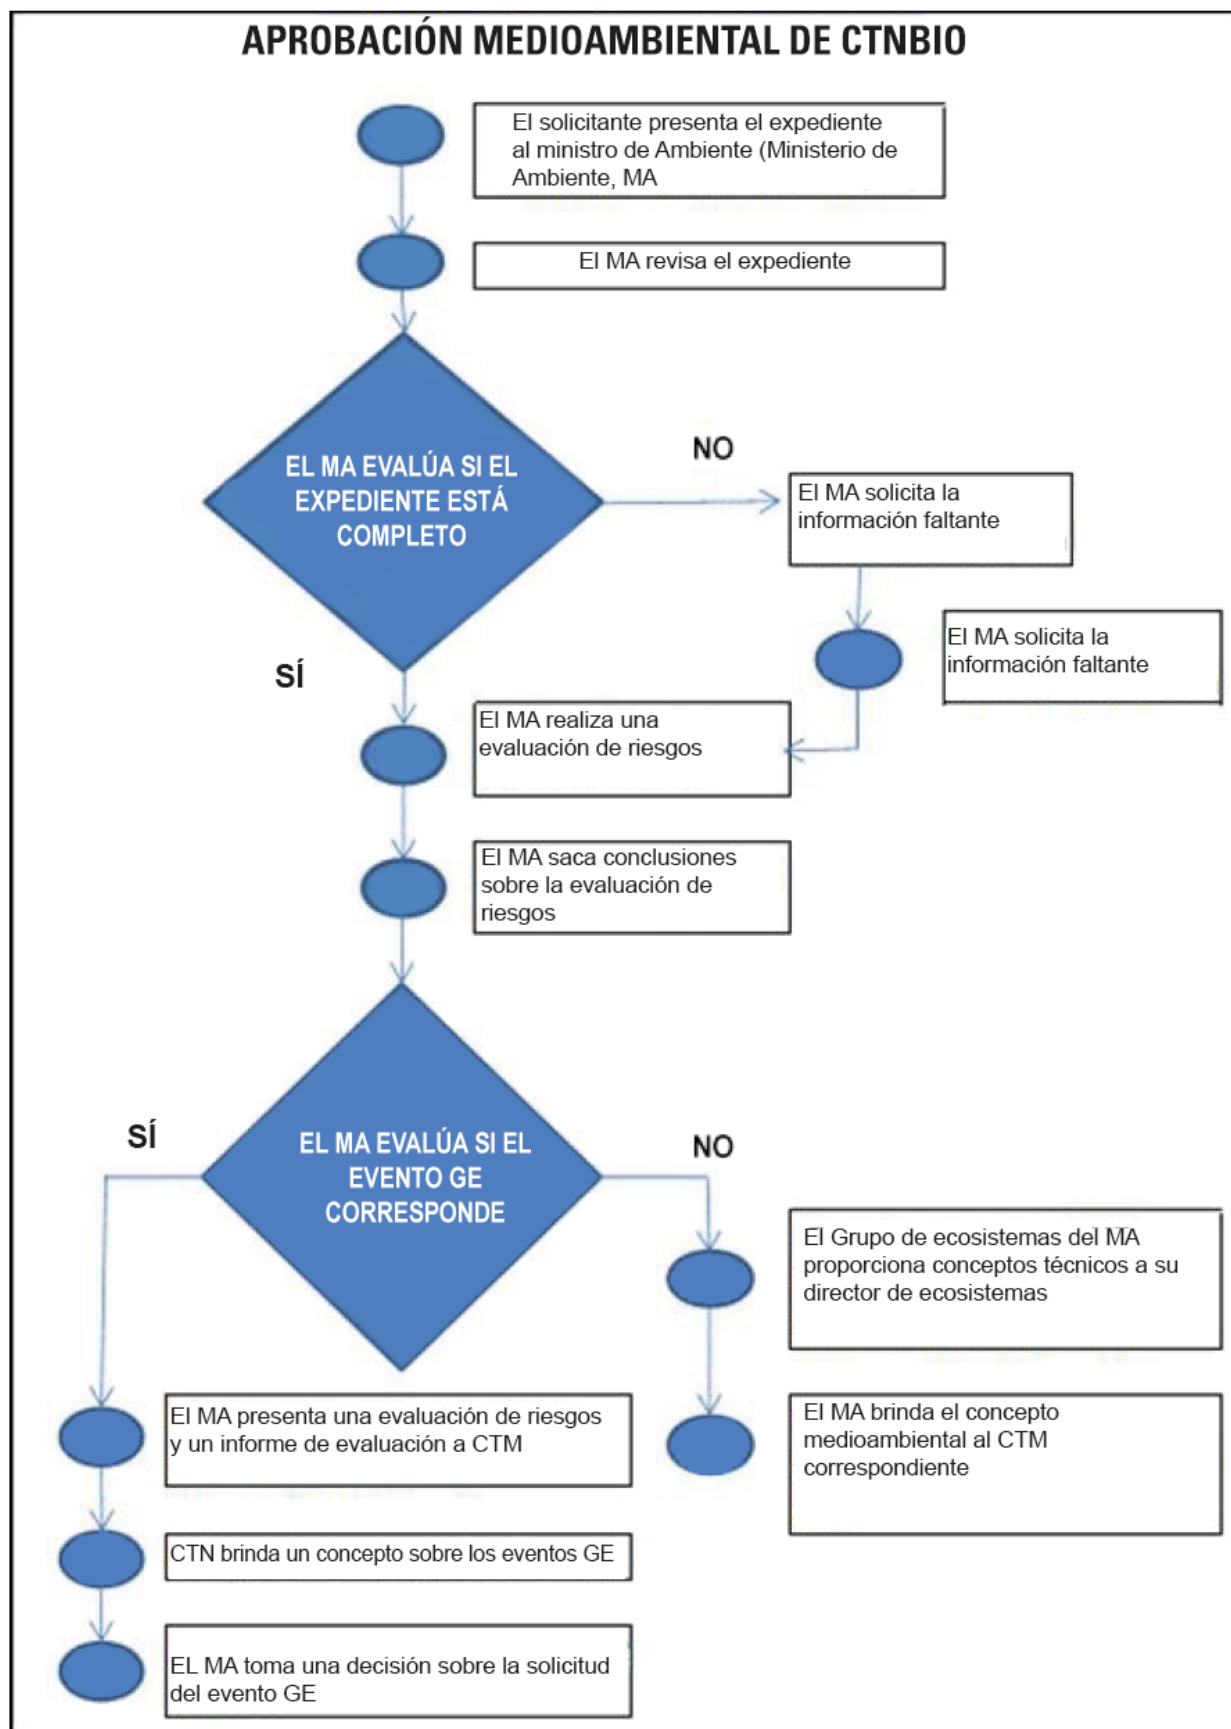 APROBACIÓN MEDIOAMBIENTAL DE CTNBIO
El solicitante presenta el expediente
al ministro de Ambiente (Ministerio de
Ambiente, MA
El MA revisa el expediente
EL MA EVALÚA SI EL
EXPEDIENTE ESTÁ
COMPLETO
NO
El MA solicita la
información faltante
El MA solicita la
información faltante
SÍ
El MA realiza una
evaluación de riesgos
El MA saca conclusiones
sobre la evaluación de
riesgos
EL MA EVALÚA SI EL
EVENTO GE
CORRESPONDE
SÍ
NO
El Grupo de ecosistemas del MA
proporciona conceptos técnicos a su
director de ecosistemas
El MA brinda el concepto
medioambiental al CTM
correspondiente
El MA presenta una evaluación de riesgos
y un informe de evaluación a CTM
CTN brinda un concepto sobre los eventos GE
EL MA toma una decisión sobre la solicitud
del evento GE